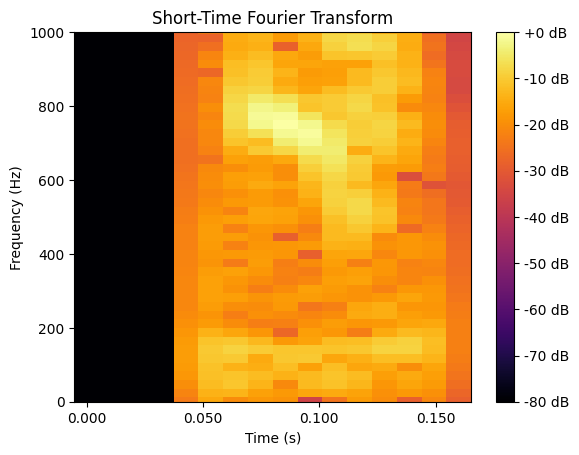 Short-Time Fourier Transform
1000
800
600
400
200
0
Frequency (Hz)
0.000
0.050
0.100
0.150
Time (s)
+0 dB
-10 dB
-20 dB
-30 dB
-40 dB
-50 dB
-60 dB
-70 dB
-80 dB